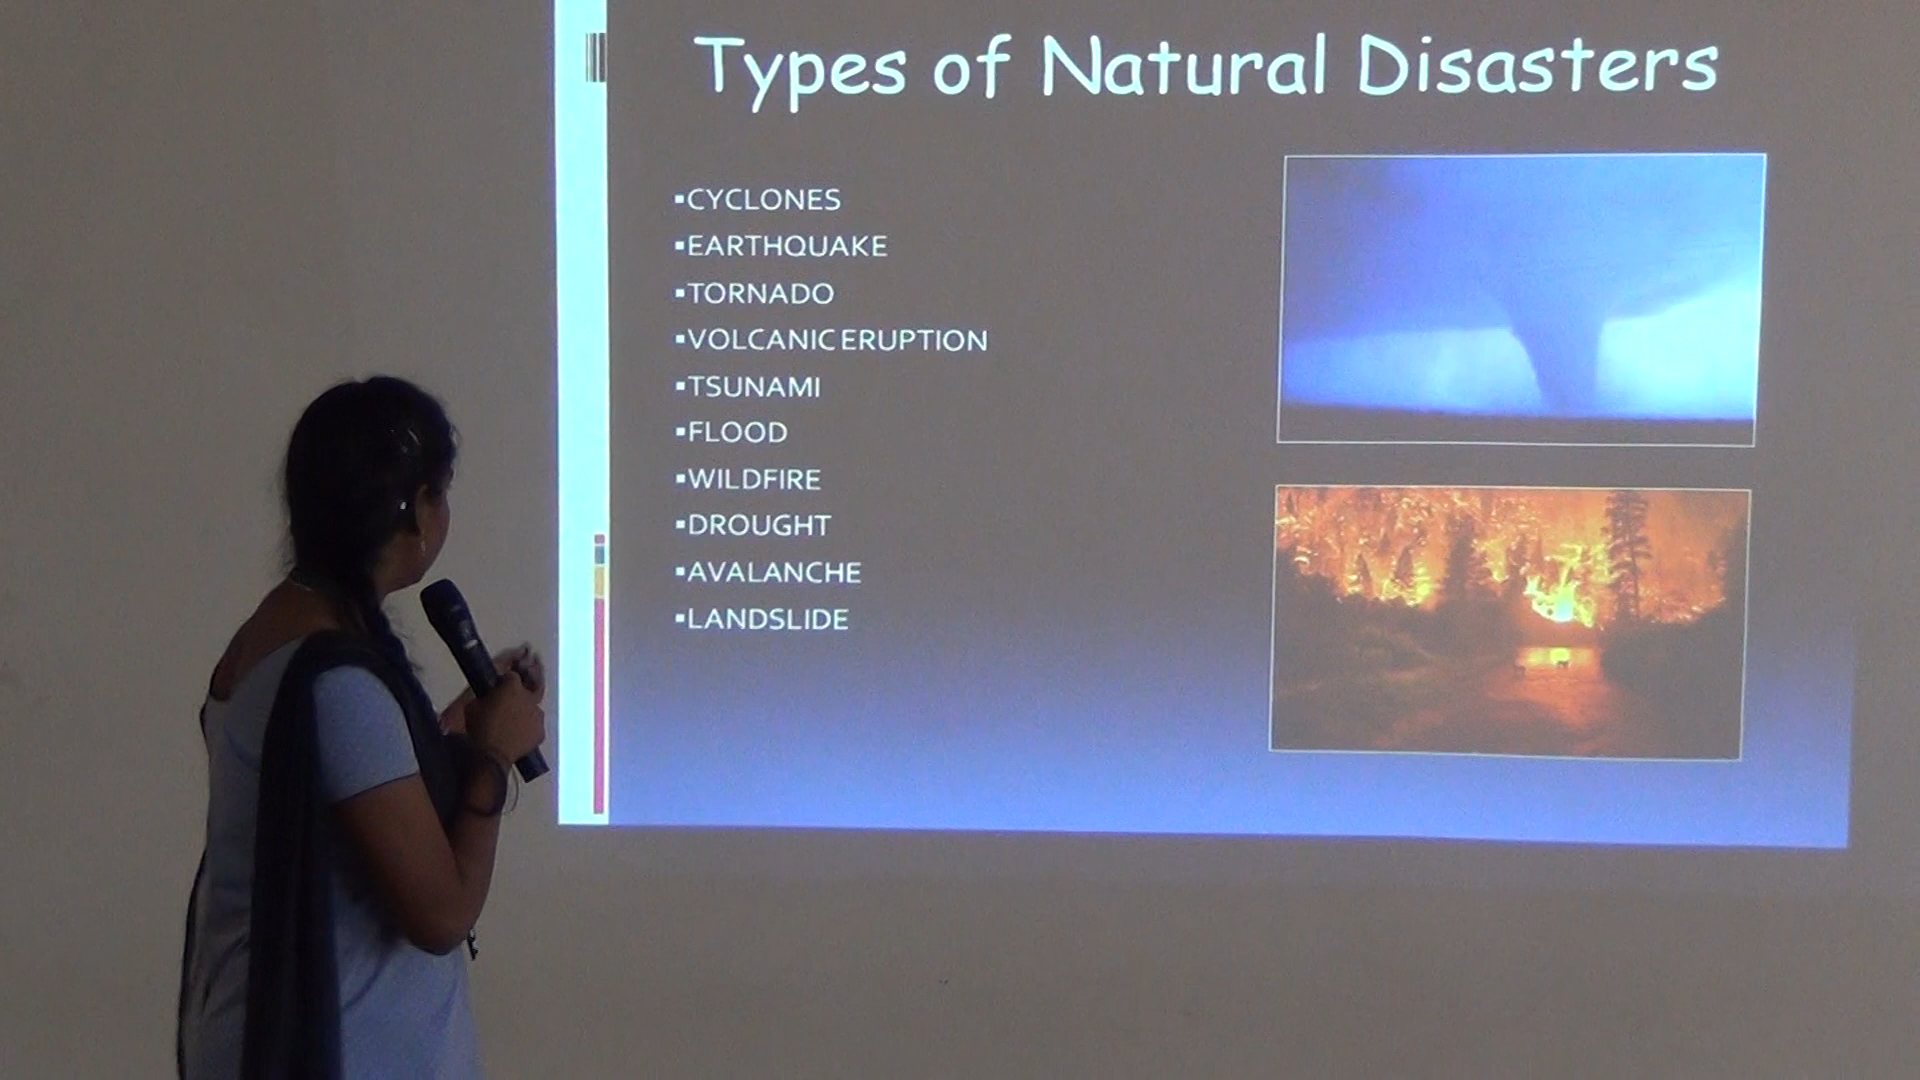 Types of Natural Disasters
▪CYCLONES
▪EARTHQUAKE
▪TORNADO
▪VOLCANIC ERUPTION
▪TSUNAMI
▪FLOOD
▪WILDFIRE
▪DROUGHT
▪AVALANCHE
▪LANDSLIDE